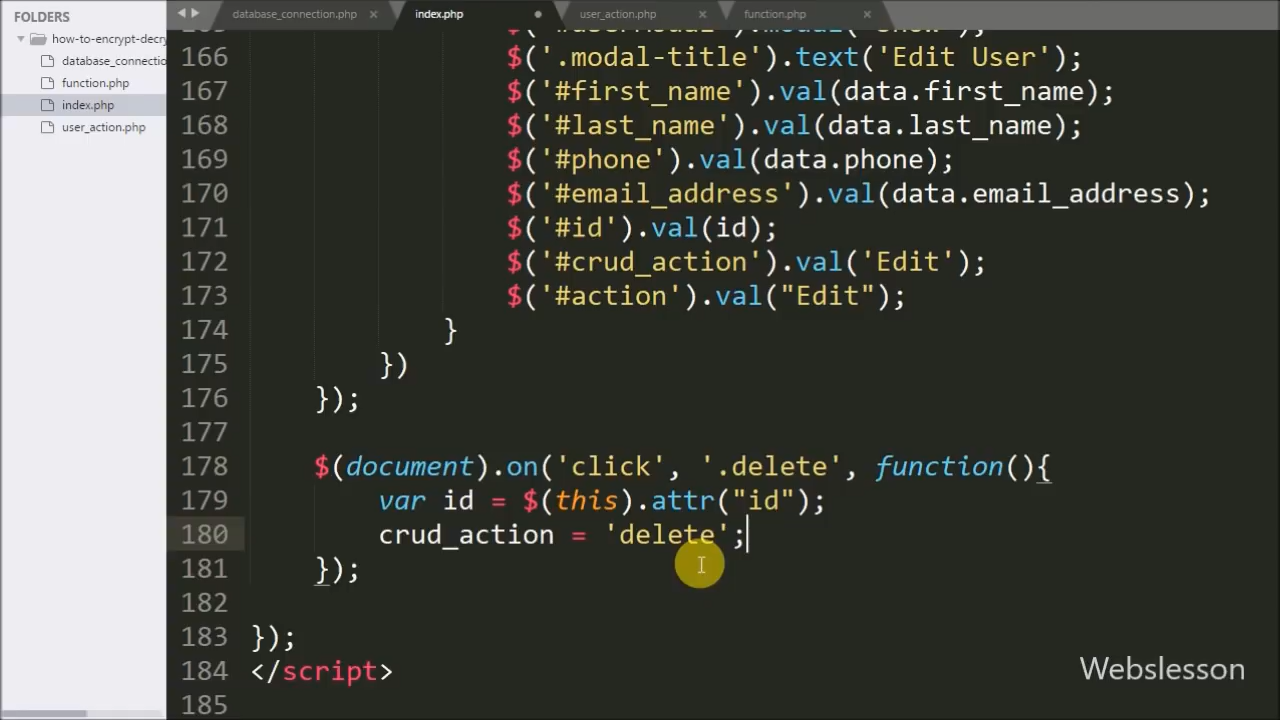 FOLDERS
how-to-encrypt-decry
database_connectio
function.php
index.php
user_action.php
database_connection.php
index.php
user_action.php
function.php
166 $('.modal-title').text('Edit User');
167 $('#first_name').val(data.first_name);
168 $('#last_name').val(data.last_name);
169 $('#phone').val(data.phone);
170 $('#email_address').val(data.email_address);
171 $('#id').val(id);
172 $('#crud_action').val('Edit');
173 $('#action').val("Edit");
174 }
175 })
176 });
177
178 $(document).on('click', '.delete', function(){
179 var id = $(this).attr("id");
180 crud_action = 'delete';
181 });
182
183 });
184 </script>
185
Webslesson